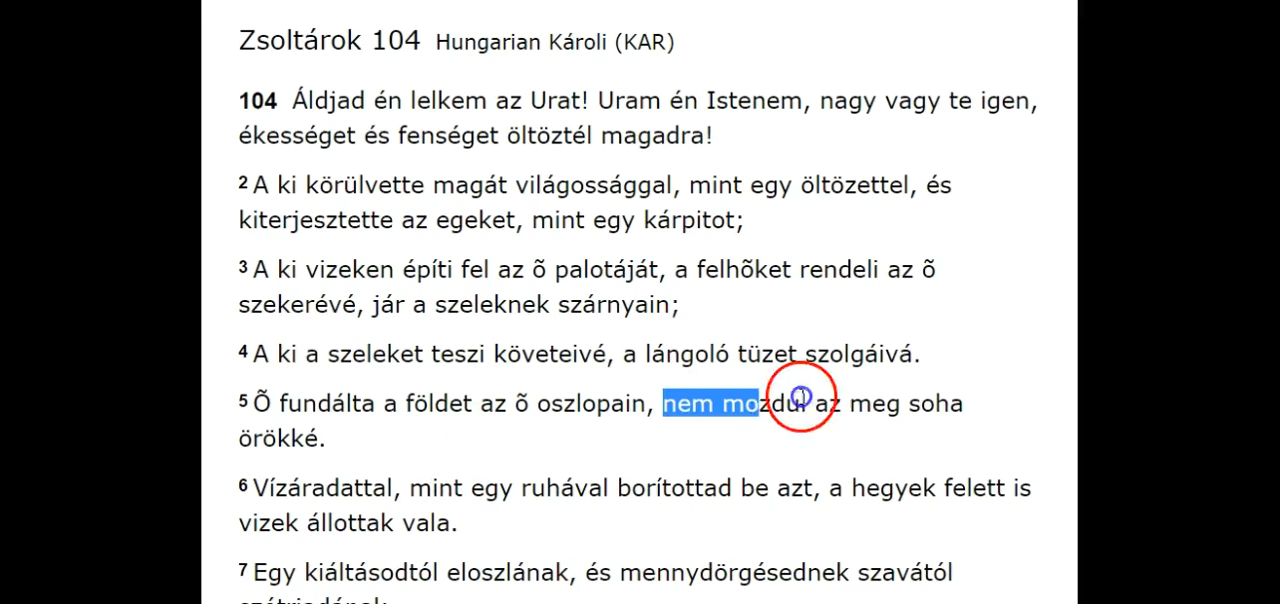 Zsoltárok 104 Hungarian Károli (KAR)
104 Áldjad én lelkem az Urat! Uram én Istenem, nagy vagy te igen,
ékességet és fenséget öltöztél magadra!
2 A ki körülvette magát világossággal, mint egy öltözettel, és
kiterjesztette az egeket, mint egy kárpitot;
3 A ki vizeken építi fel az õ palotáját, a felhõket rendeli az õ
szekerévé, jár a szeleknek szárnyain;
4 A ki a szeleket teszi követeivé, a lángoló tüzet szolgáivá.
5 Õ fundálta a földet az õ oszlopain, nem mozdul az meg soha
örökké.
6 Vízáradattal, mint egy ruhával borítottad be azt, a hegyek felett is
vizek állottak vala.
7 Egy kiáltásodtól eloszlának, és mennydörgésednek szavától